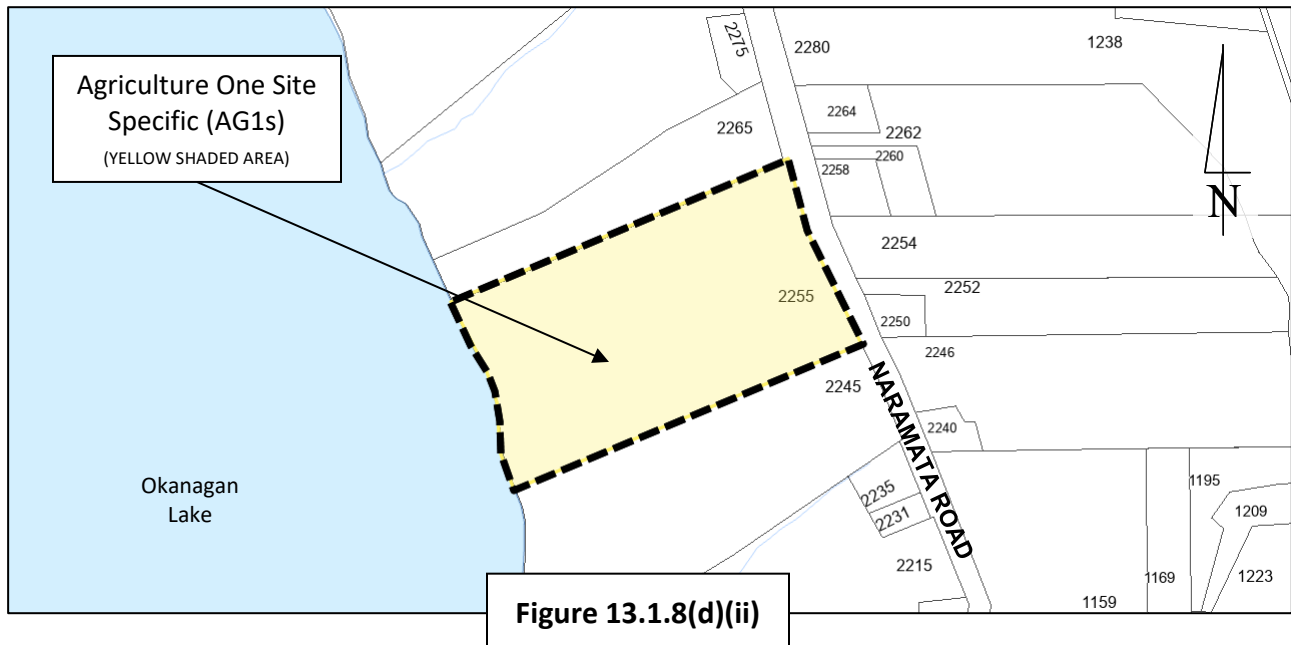 Agriculture One Site
Specific (AG1s)
(YELLOW SHADED AREA)
2275
2280
1238
2265
2264
2262
2260
2258
N
2254
2255
2252
2250
2246
2245
NARAMATA ROAD
2240
Okanagan
Lake
2235
2231
1195
1209
2215
1169
1223
1159
Figure 13.1.8(d)(ii)